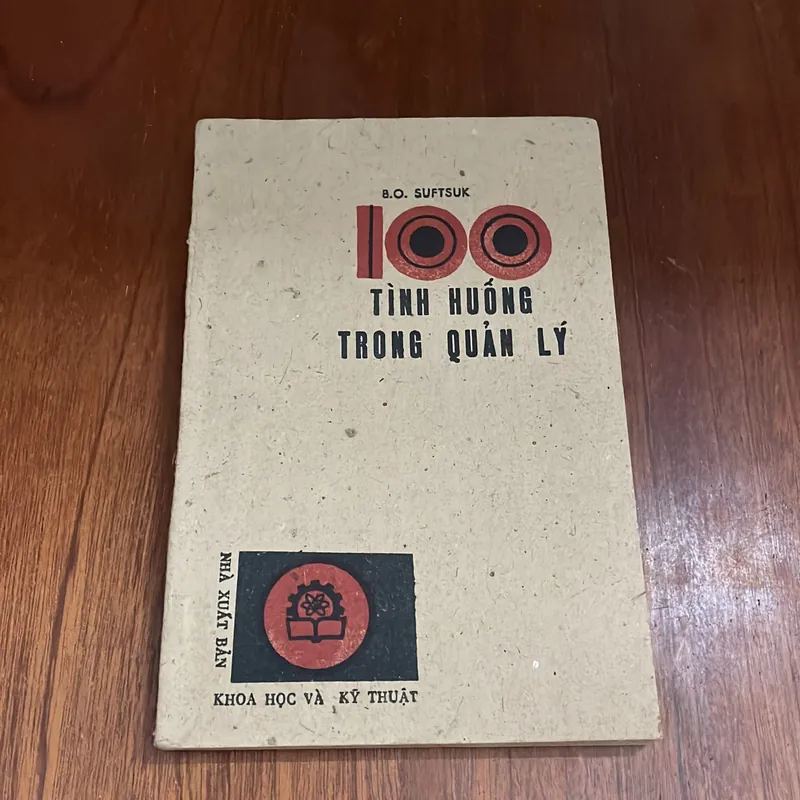 B.O. SUFTSUK
100
TÌNH HUỐNG
TRONG QUẢN LÝ
NHÀ XUẤT BẢN
KHOA HỌC VÀ KỸ THUẬT